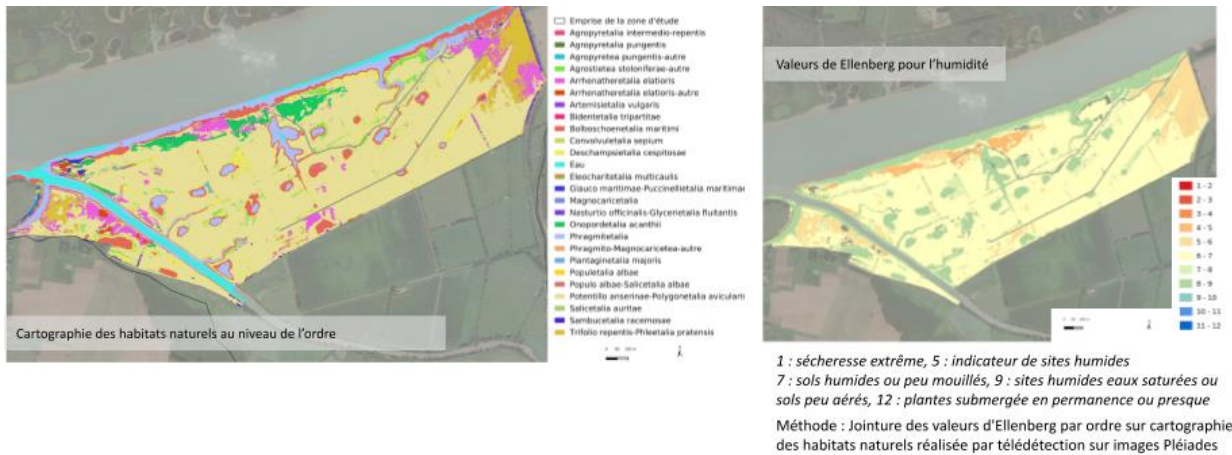 Emprise de la zone d'étude
Agropyretalia intermedio-repentis
Agropyretalia pungentis
Agropyretea pungentis-autre
Agrostietea stoloniferae-autre
Arrhenatheretalia elatioris
Arrhenatheretalia elatioris-autre
Artemisietalia vulgaris
Bidentetalia tripartitae
Bolboschoenetalia maritimi
Convolvuletalia sepium
Deschampsietalia cespitosae
Eau
Eleocharitetalia multicaulis
Glauco maritimae-Puccinellietalia maritimae
Magnocaricetalia
Nasturtio officinalis-Glycerietalia fluitantis
Onopordetalia acanthii
Phragmitetalia
Phragmito-Magnocaricetea-autre
Plantaginetalia majoris
Populetalia albae
Populo albae-Salicetalia albae
Potentillo anserinae-Polygonetalia avicularis
Salicetalia auritae
Sambucetalia racemosae
Trifolio repentis-Phleetalia pratensis
Cartographie des habitats naturels au niveau de l'ordre
Valeurs de Ellenberg pour l'humidité
1 - 2
2 - 3
3 - 4
4 - 5
5 - 6
6 - 7
7 - 8
8 - 9
9 - 10
10 - 11
11 - 12
1 : sécheresse extrême, 5 : indicateur de sites humides
7 : sols humides ou peu mouillés, 9 : sites humides eaux saturées ou
sols peu aérés, 12 : plantes submergée en permanence ou presque
Méthode : Jointure des valeurs d'Ellenberg par ordre sur cartographie
des habitats naturels réalisée par télédétection sur images Pléiades